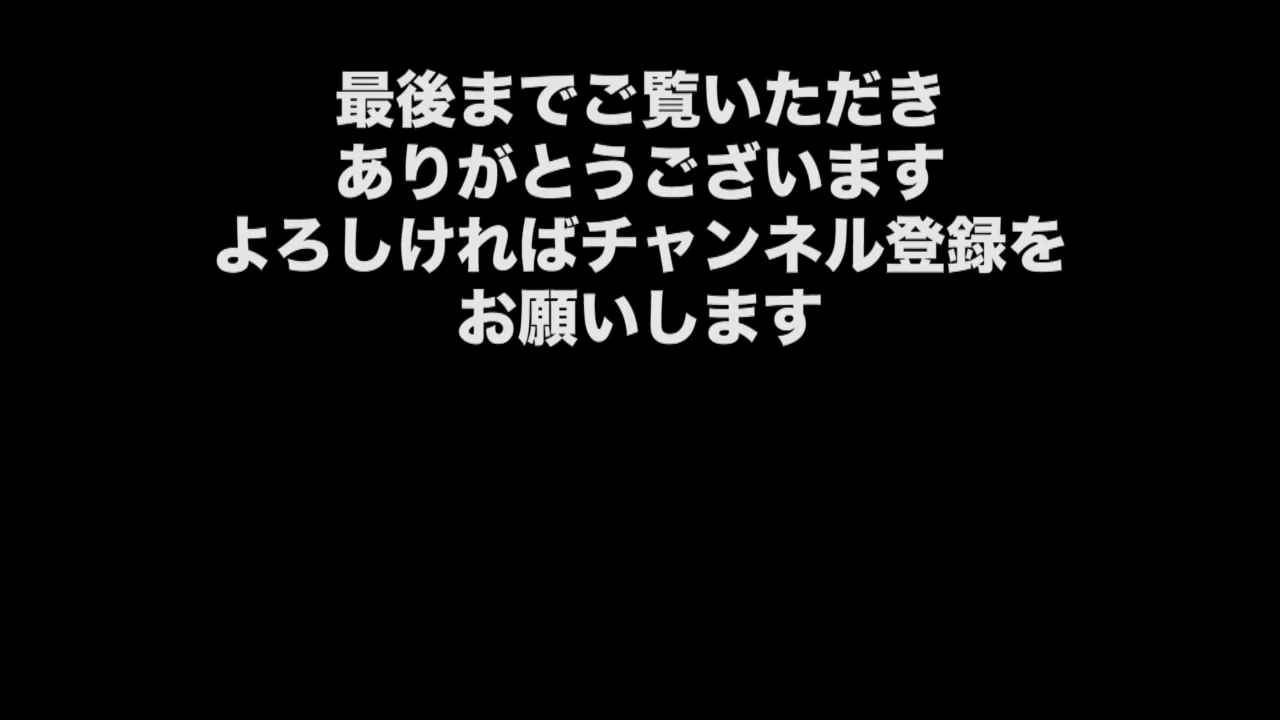 最後までご覧いただき
ありがとうございます
よろしければチャンネル登録を
お願いします